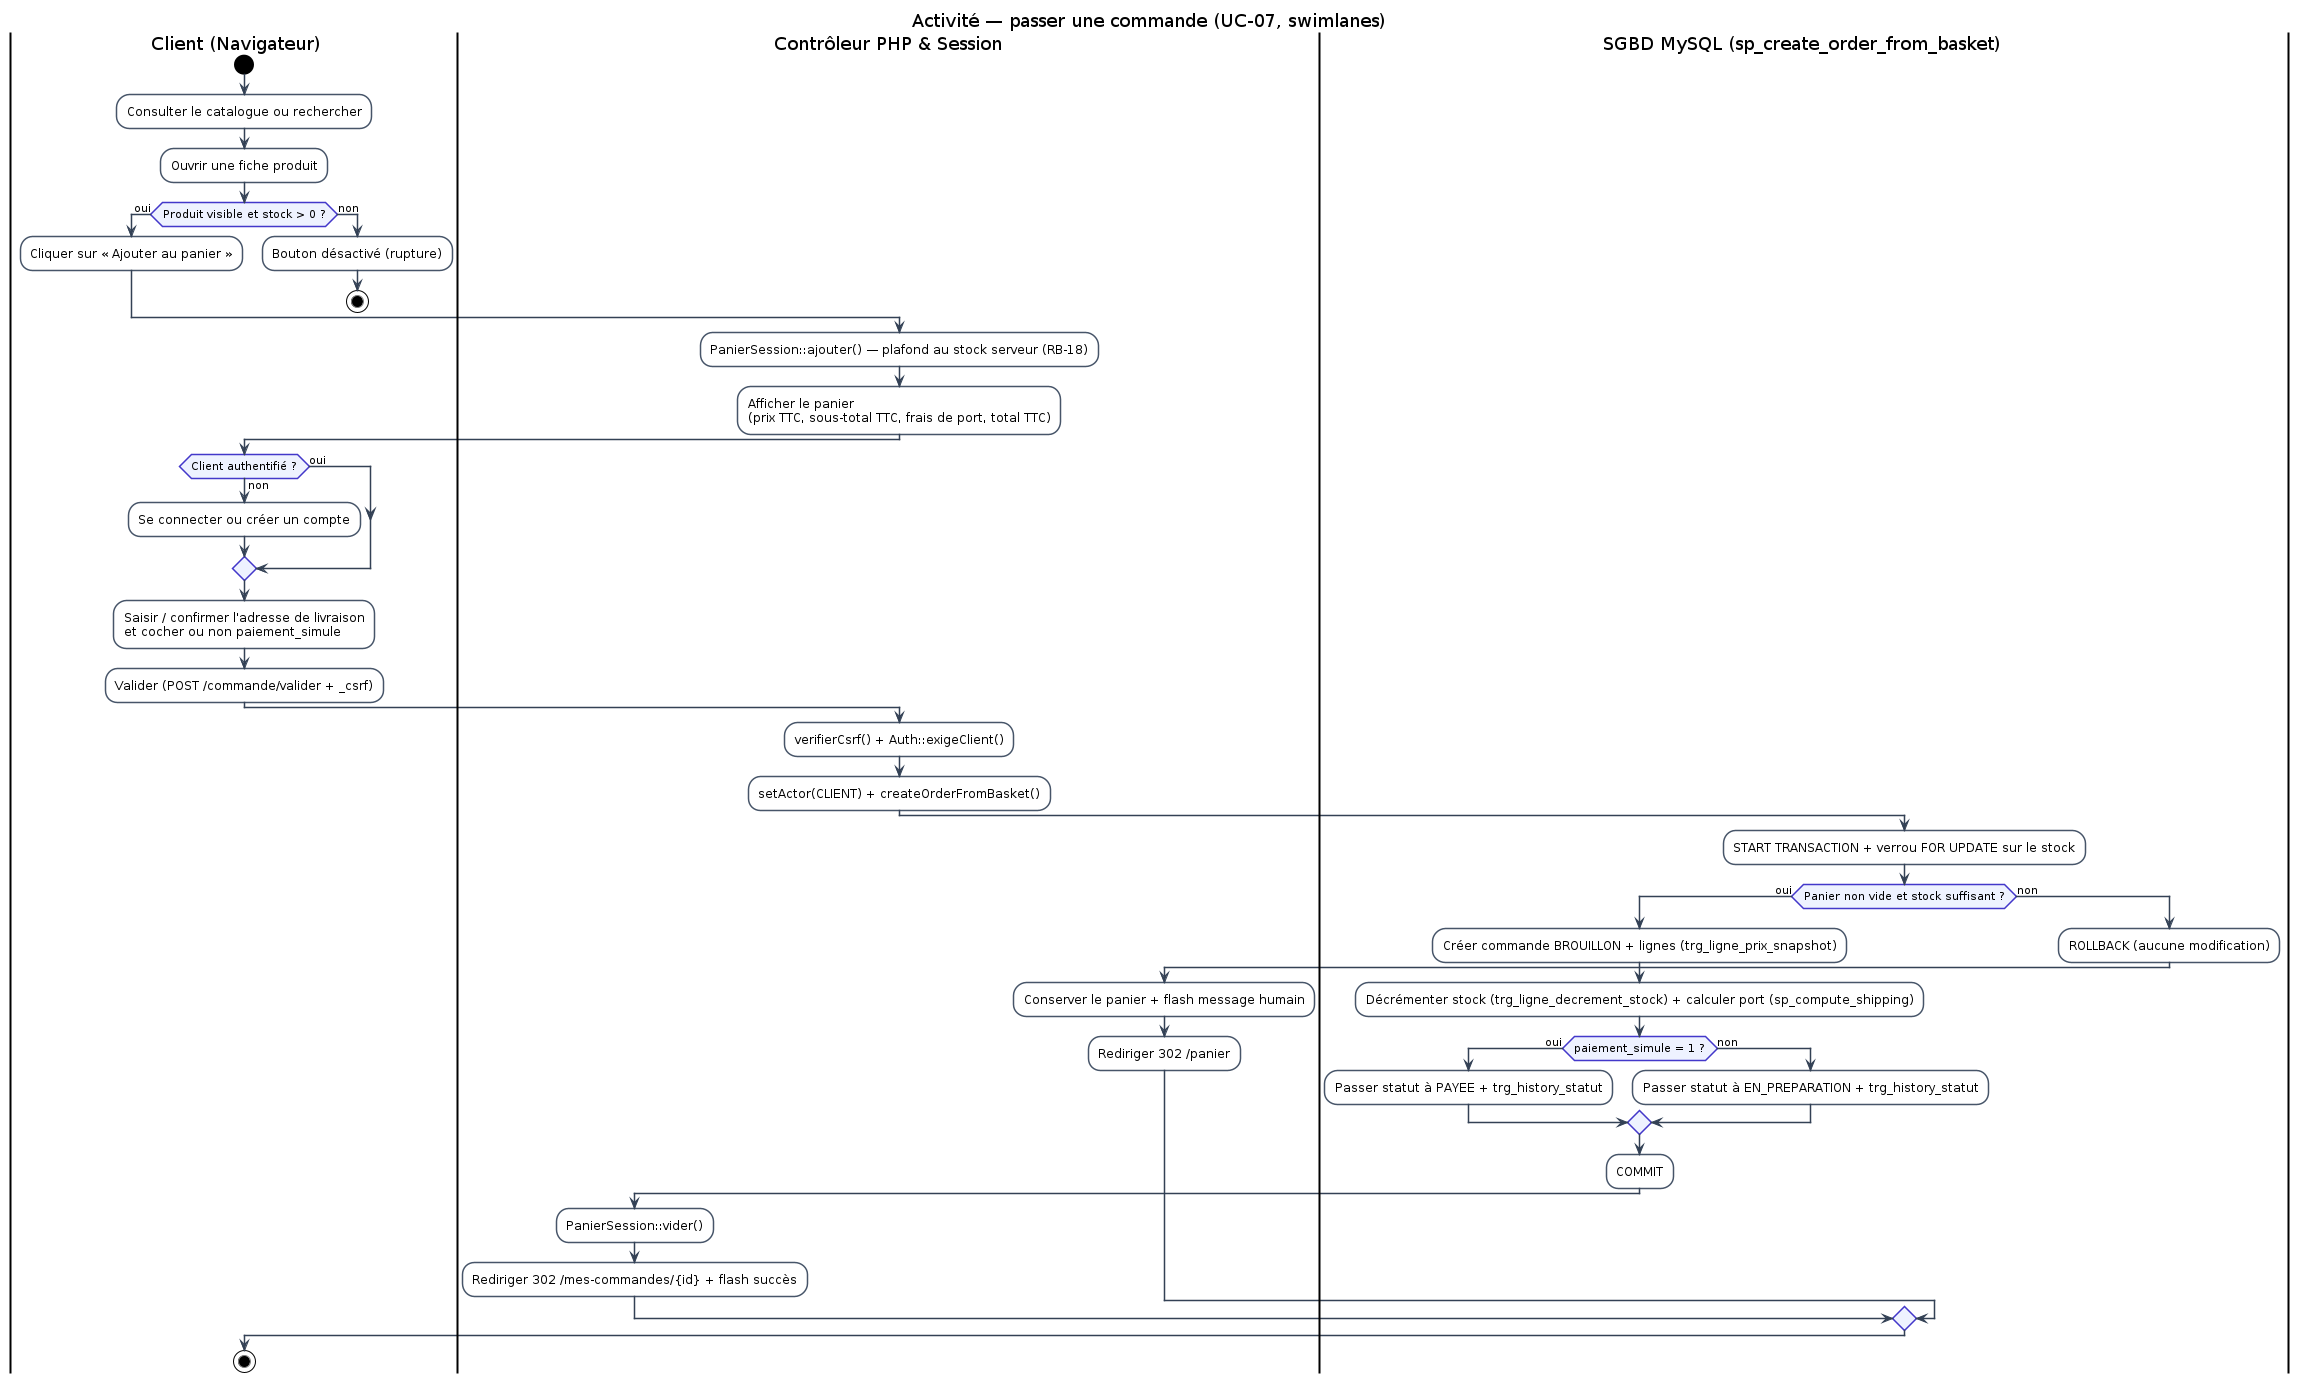 Activité — passer une commande (UC-07, swimlanes)
Client (Navigateur)
Contrôleur PHP & Session
SGBD MySQL (sp_create_order_from_basket)
Consulter le catalogue ou rechercher
Ouvrir une fiche produit
oui
Produit visible et stock > 0 ?
non
Cliquer sur « Ajouter au panier »
Bouton désactivé (rupture)
PanierSession::ajouter() — plafond au stock serveur (RB-18)
Afficher le panier
(prix TTC, sous-total TTC, frais de port, total TTC)
Client authentifié ?
oui
non
Se connecter ou créer un compte
Saisir / confirmer l'adresse de livraison
et cocher ou non paiement_simule
Valider (POST /commande/valider + _csrf)
verifierCsrf() + Auth::exigeClient()
setActor(CLIENT) + createOrderFromBasket()
START TRANSACTION + verrou FOR UPDATE sur le stock
oui
Panier non vide et stock suffisant ?
non
Créer commande BROUILLON + lignes (trg_ligne_prix_snapshot)
ROLLBACK (aucune modification)
Conserver le panier + flash message humain
Décrémenter stock (trg_ligne_decrement_stock) + calculer port (sp_compute_shipping)
Rediriger 302 /panier
oui
paiement_simule = 1 ?
non
Passer statut à PAYEE + trg_history_statut
Passer statut à EN_PREPARATION + trg_history_statut
COMMIT
PanierSession::vider()
Rediriger 302 /mes-commandes/{id} + flash succès